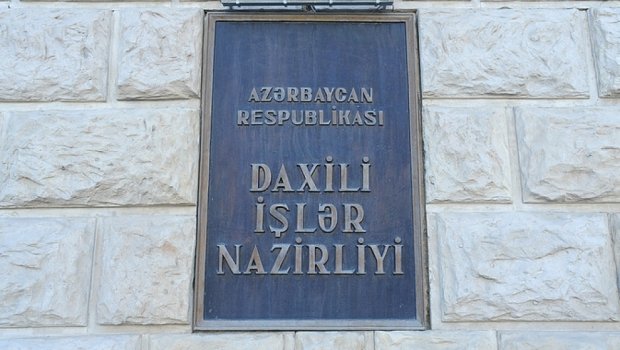 AZƏRBAYCAN
RESPUBLİKASI
DAXİLİ
İŞLƏR
NAZİRLİYİ